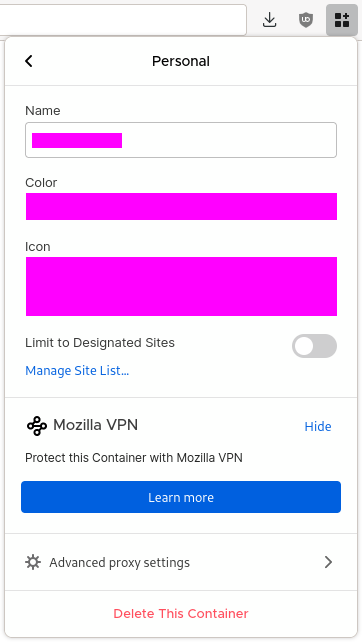 Personal
Name
Color
Icon
Limit to Designated Sites
Manage Site List...
Mozilla VPN
Hide
Protect this Container with Mozilla VPN
Learn more
Advanced proxy settings
Delete This Container